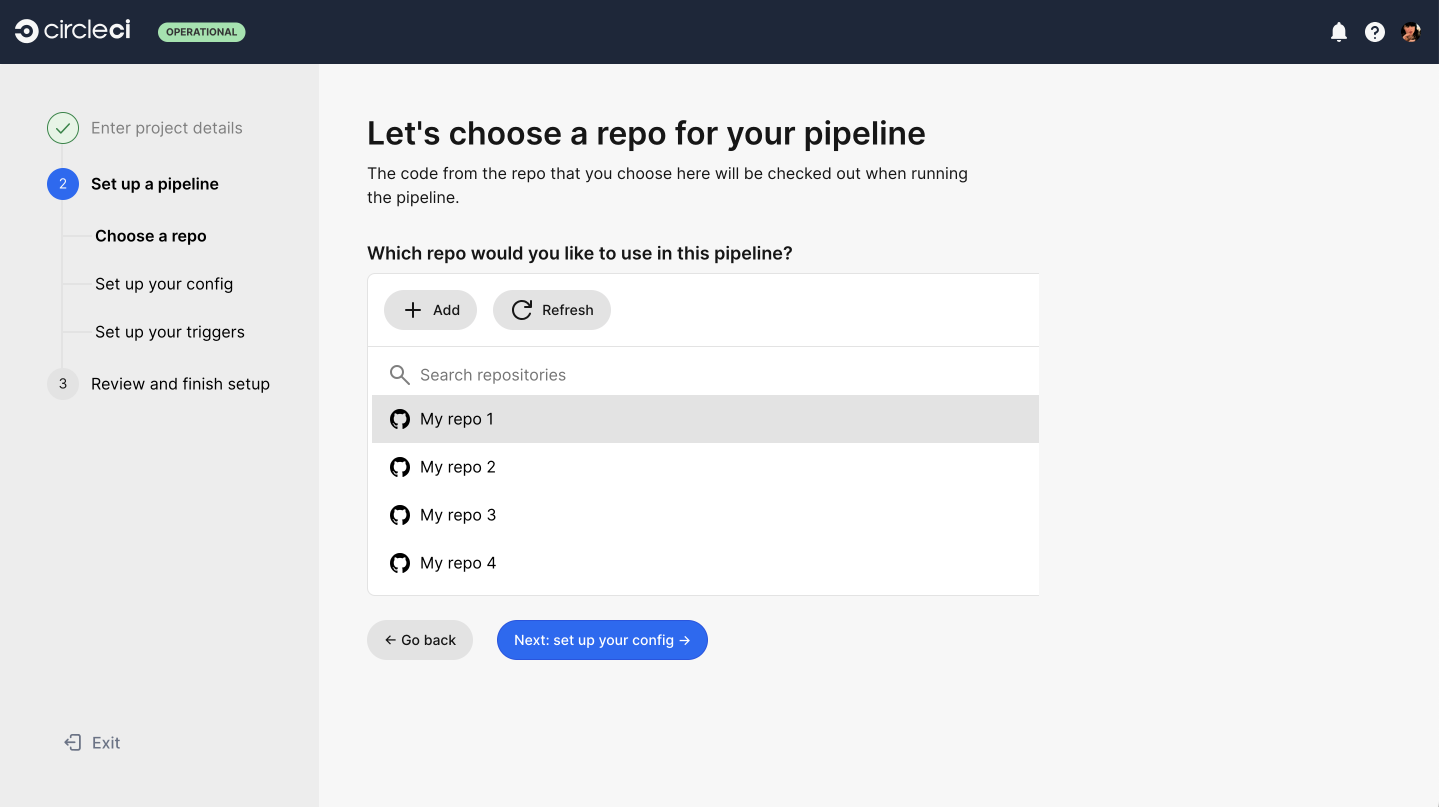 circleci
OPERATIONAL
Enter project details
2
Set up a pipeline
Choose a repo
Set up your config
Set up your triggers
3
Review and finish setup
Exit
Let's choose a repo for your pipeline
The code from the repo that you choose here will be checked out when running
the pipeline.
Which repo would you like to use in this pipeline?
Add
Refresh
Search repositories
My repo 1
My repo 2
My repo 3
My repo 4
← Go back
Next: set up your config →